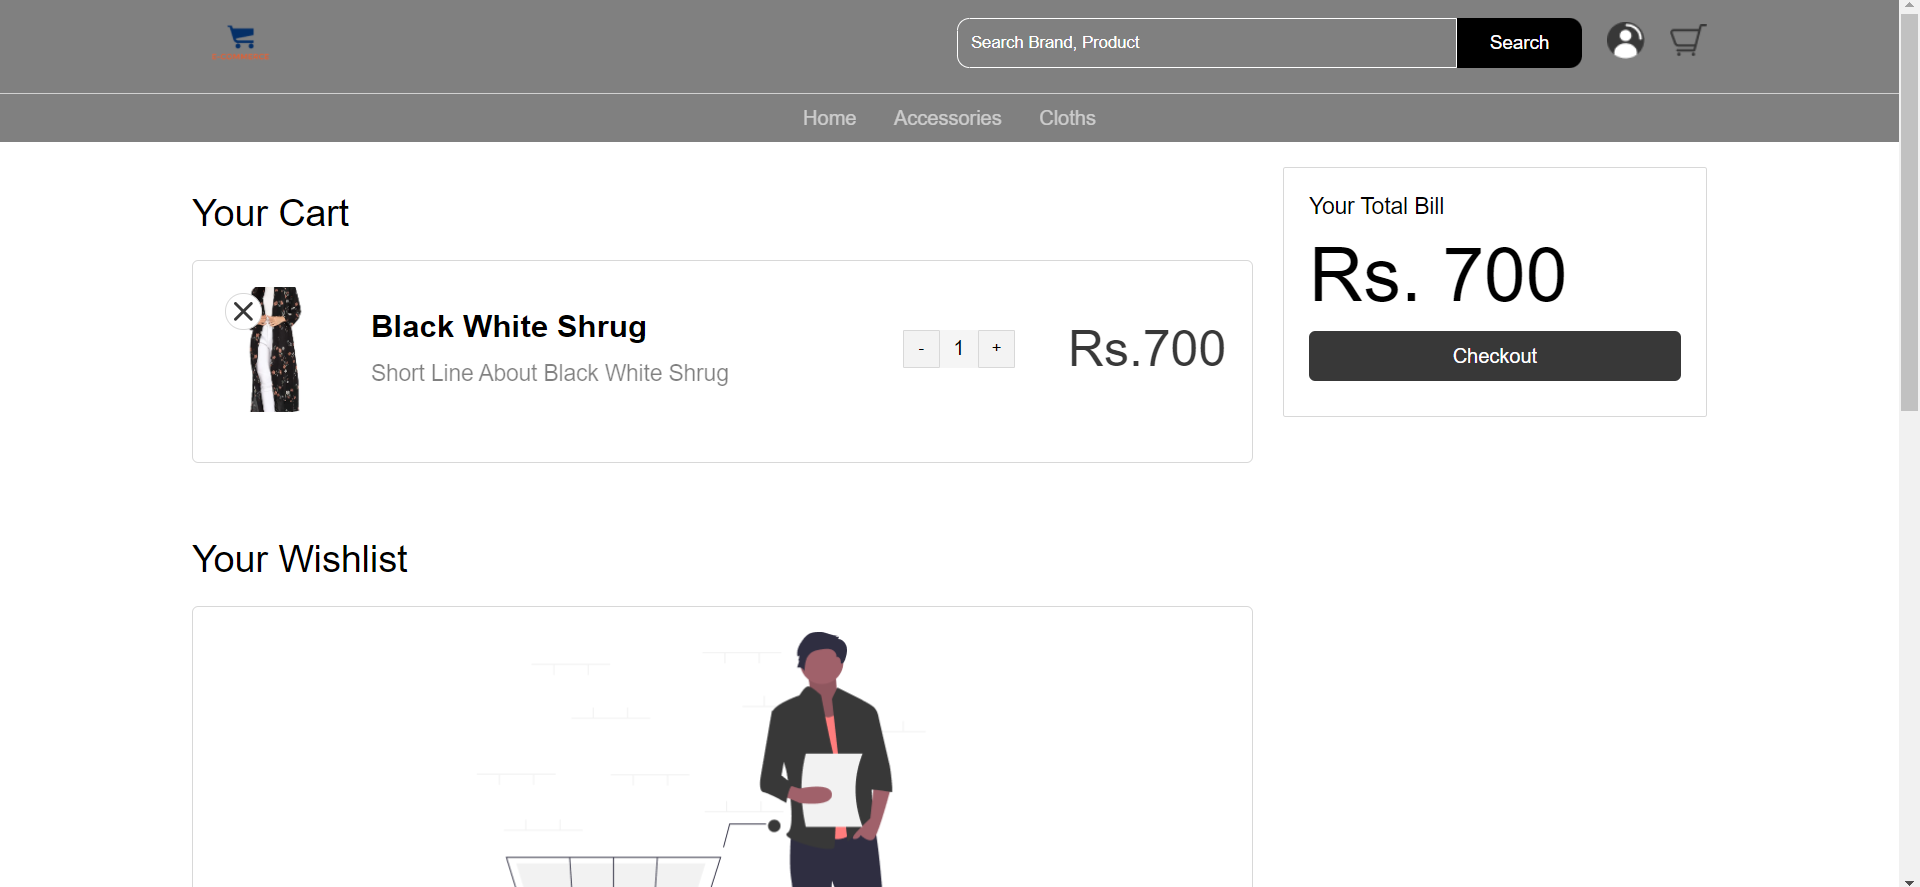 Search Brand, Product
Search
Home
Accessories
Cloths
Your Cart
Black White Shrug
Short Line About Black White Shrug
- 1 +
Rs.700
Your Total Bill
Rs. 700
Checkout
Your Wishlist